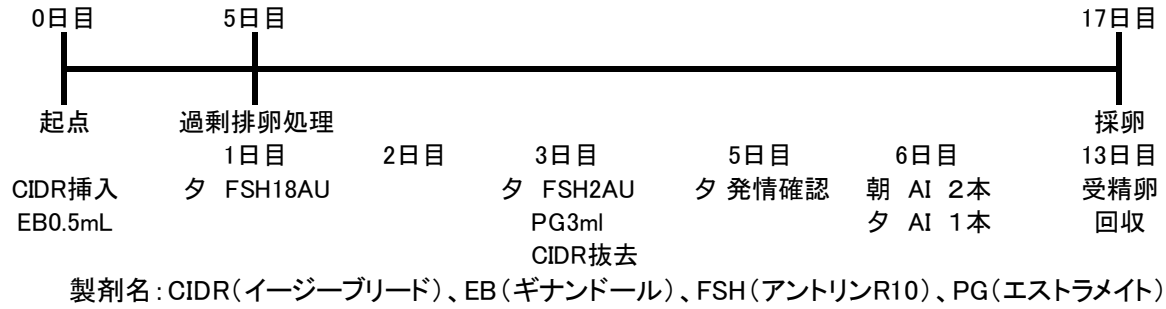 0日目 5日目 17日目
起点 過剰排卵処理 採卵
1日目 2日目 3日目 5日目 6日目 13日目
CIDR挿入 夕 FSH18AU 夕 FSH2AU 夕 発情確認 朝 AI 2本 受精卵
EB0.5mL PG3ml 夕 AI 1本 回収
CIDR抜去
製剤名:CIDR(イージーブリード)、EB(ギナンドール)、FSH(アントリンR10)、PG(エストラメイト)